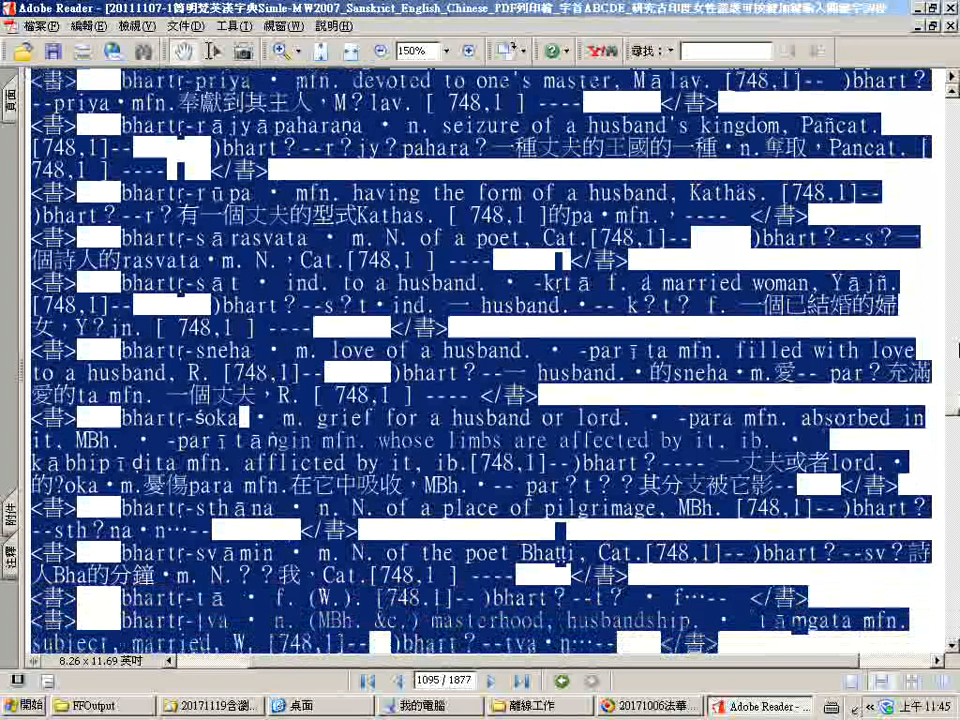 Adobe Reader - [20111107-1簡明梵英漢字典Simle-MW2007_Sanskrit_English_Chinese_PDF列印檔_字首ABCDE_研究古印度女性
檔案(F) 編輯(E) 檢視(V) 文件(D) 工具(T) 視窗(W) 說明(H)
150% 尋找：
頁面
<書> bhartṛ-priya • mfn. devoted to one's master, Mālav. [748,1]-- )bhart?
--priya•mfn.奉獻到其主人，M?lav. [ 748,1 ] ---- </書>
<書> bhartṛ-rājyāpaharaṇa • n. seizure of a husband's kingdom, Pañcat.
[748,1]-- )bhart?--r?jy?pahara?一種丈夫的王國的一種•n.奪取，Pancat. [
748,1 ] ---- </書>
<書> bhartṛ-rūpa • mfn. having the form of a husband, Kathās. [748,1]--
)bhart?--r?有一個丈夫的型式Kathas. [ 748,1 ]的pa•mfn.，---- </書>
<書> bhartṛ-sārasvata • m. N. of a poet, Cat.[748,1]-- )bhart?--s?一
個詩人的rasvata•m. N.，Cat.[748,1 ] ---- </書>
<書> bhartṛ-sāt • ind. to a husband. • -kṛtā f. a married woman, Yājñ.
[748,1]-- )bhart?--s?t•ind. 一 husband.•-- k?t? f. 一個已結婚的婦
女，Y?jn. [ 748,1 ] ---- </書>
<書> bhartṛ-sneha • m. love of a husband. • -parīta mfn. filled with love
to a husband, R. [748,1]-- )bhart?--一 husband.•的sneha•m.愛-- par?充滿
愛的ta mfn. 一個丈夫，R. [ 748,1 ] ---- </書>
<書> bhartṛ-śoka • m. grief for a husband or lord. • -para mfn. absorbed in
it, MBh. • -parītāṅgin mfn. whose limbs are affected by it. ib. •
kābhipīḍita mfn. afflicted by it, ib.[748,1]--)bhart?---- 一丈夫或者lord.•
的?oka•m.憂傷para mfn.在它中吸收，MBh.•-- par?t??其分支被它影-- </書>
<書> bhartṛ-sthāna • n. N. of a place of pilgrimage, MBh. [748,1]-- )bhart?
--sth?na•n…-- </書>
<書> bhartṛ-svāmin • m. N. of the poet Bhaṭṭi, Cat.[748,1]-- )bhart?--sv?詩
人Bha的分鐘•m. N.??我，Cat.[748,1 ] ---- </書>
<書> bhartṛ-tā • f. (W.). [748.1]-- )bhart?--t? • f…-- </書>
<書> bhartṛ-tva • n. (MBh. &c.) masterhood, husbandship. • tāṃgata mfn.
subject, married, W. [748,1]-- )bhart?--tva•n…-- </書>
附件
注釋
8.26 x 11.69 英吋
1095 / 1877
開始 FFOutput 桌面 我的電腦 離線工作 20171006法華... Adobe Reader - ... 上午 11:45